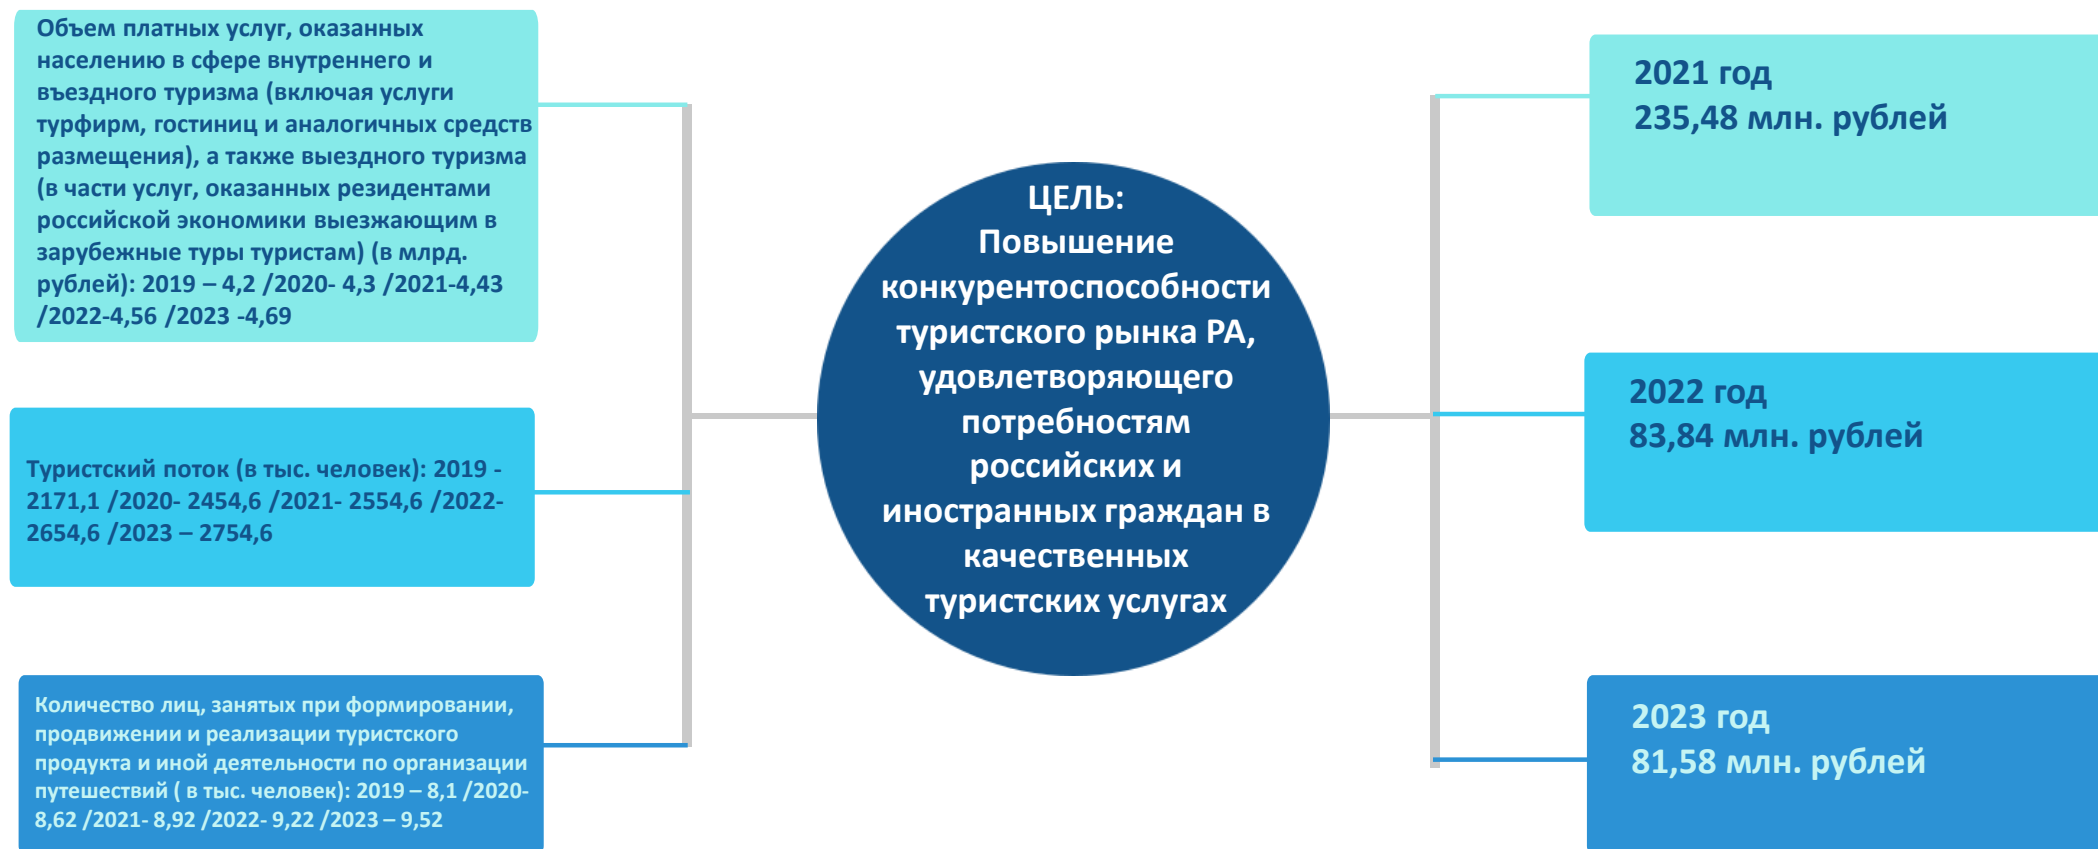 Объем платных услуг, оказанных
населению в сфере внутреннего и
въездного туризма (включая услуги
турфирм, гостиниц и аналогичных средств
размещения), а также выездного туризма
(в части услуг, оказанных резидентами
российской экономики выезжающим в
зарубежные туры туристам) (в млрд.
рублей): 2019 – 4,2 /2020- 4,3 /2021-4,43
/2022-4,56 /2023 -4,69
Туристский поток (в тыс. человек): 2019 -
2171,1 /2020- 2454,6 /2021- 2554,6 /2022-
2654,6 /2023 – 2754,6
Количество лиц, занятых при формировании,
продвижении и реализации туристского
продукта и иной деятельности по организации
путешествий ( в тыс. человек): 2019 – 8,1 /2020-
8,62 /2021- 8,92 /2022- 9,22 /2023 – 9,52
ЦЕЛЬ:
Повышение
конкурентоспособности
туристского рынка РА,
удовлетворяющего
потребностям
российских и
иностранных граждан в
качественных
туристских услугах
2021 год
235,48 млн. рублей
2022 год
83,84 млн. рублей
2023 год
81,58 млн. рублей